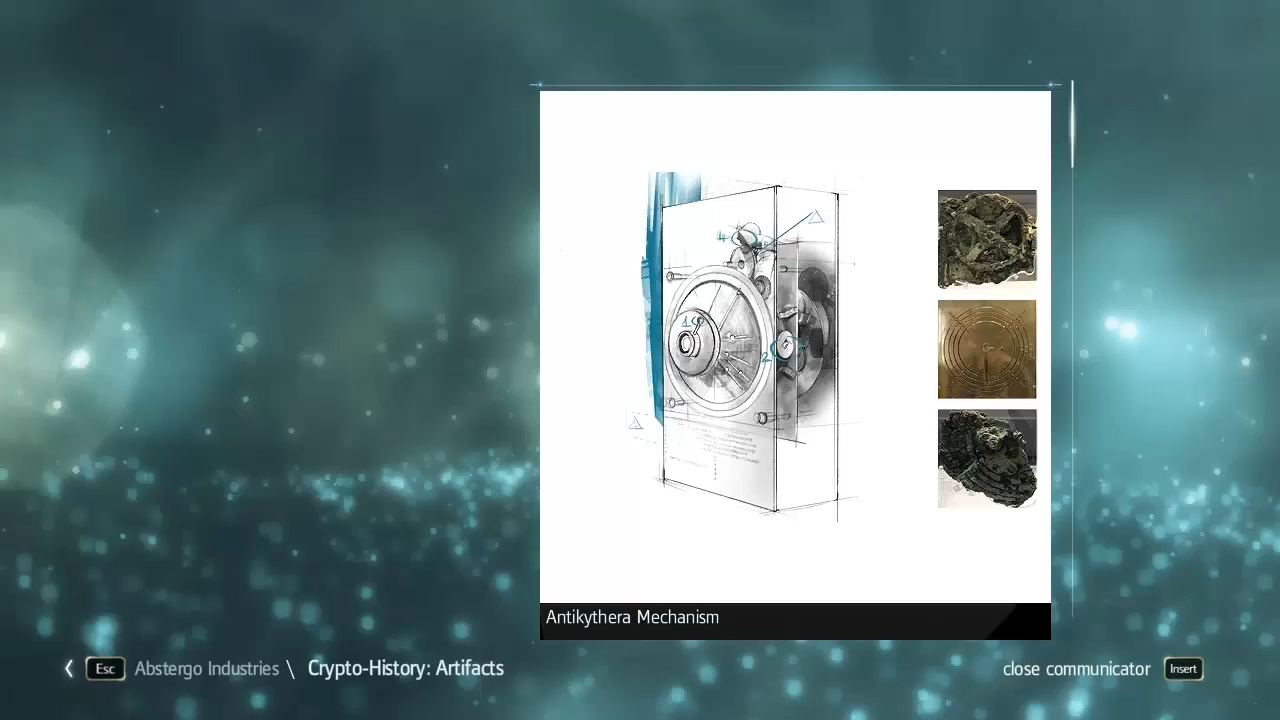 Antikythera Mechanism
Esc Abstergo Industries \ Crypto-History: Artifacts
close communicator Insert